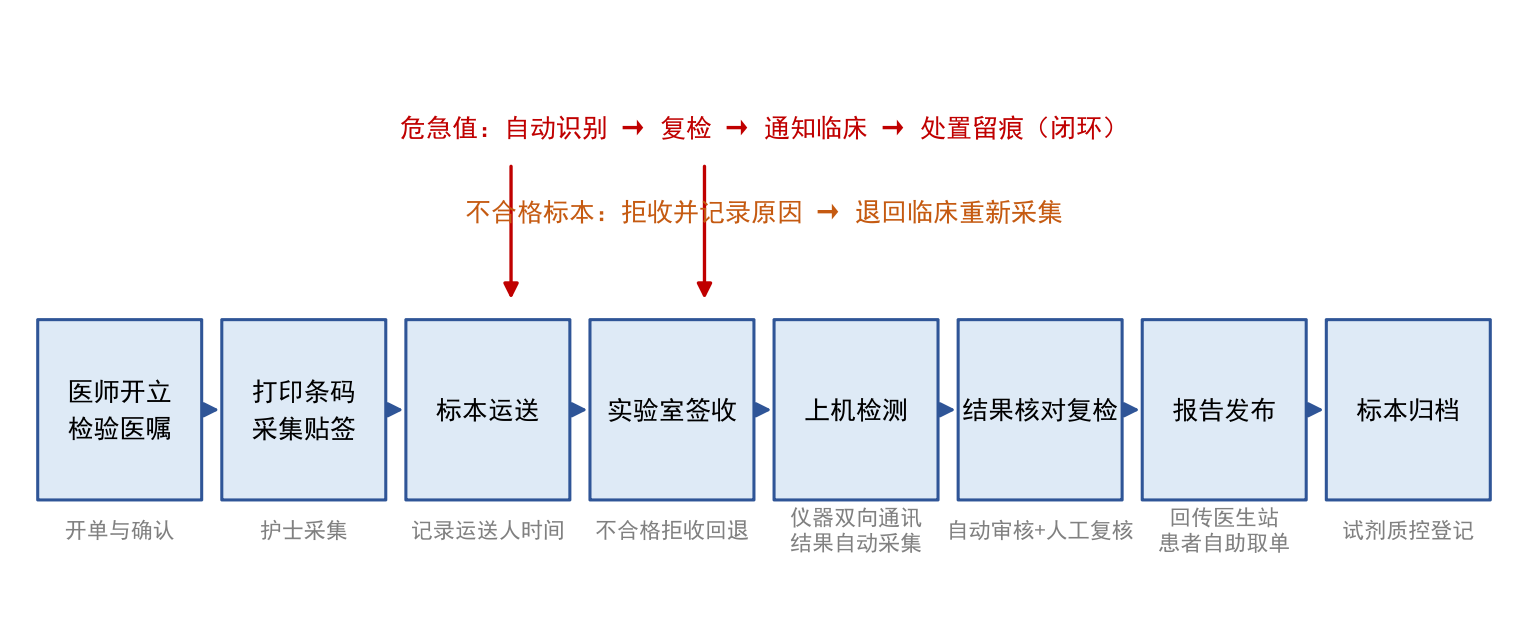 危急值：自动识别 → 复检 → 通知临床 → 处置留痕（闭环）
不合格标本：拒收并记录原因 → 退回临床重新采集
医师开立
检验医嘱
打印条码
采集贴签
标本运送
实验室签收
上机检测
结果核对复检
报告发布
标本归档
开单与确认
护士采集
记录运送人时间
不合格拒收回退
仪器双向通讯
结果自动采集
自动审核+人工复核
回传医生站
患者自助取单
试剂质控登记